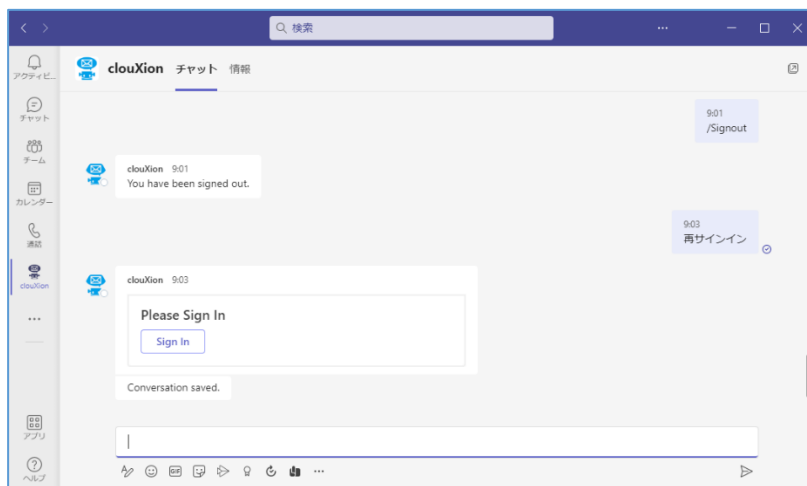 検索
アクティビ...
チャット
チーム
カレンダー
通話
clouXion
アプリ
ヘルプ
clouXion チャット 情報
9:01
/Signout
clouXion 9:01
You have been signed out.
9:03
再サインイン
clouXion 9:03
Please Sign In
Sign In
Conversation saved.
GIF